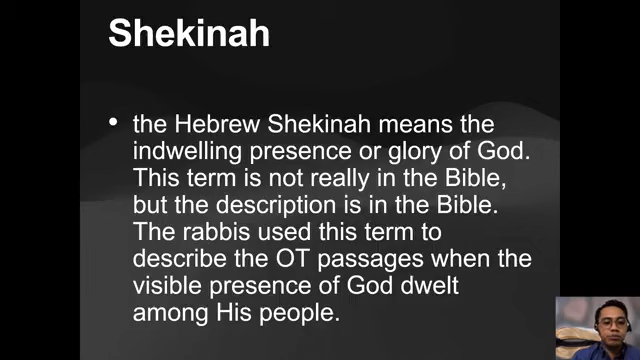 Shekinah
• the Hebrew Shekinah means the
indwelling presence or glory of God.
This term is not really in the Bible,
but the description is in the Bible.
The rabbis used this term to
describe the OT passages when the
visible presence of God dwelt
among His people.